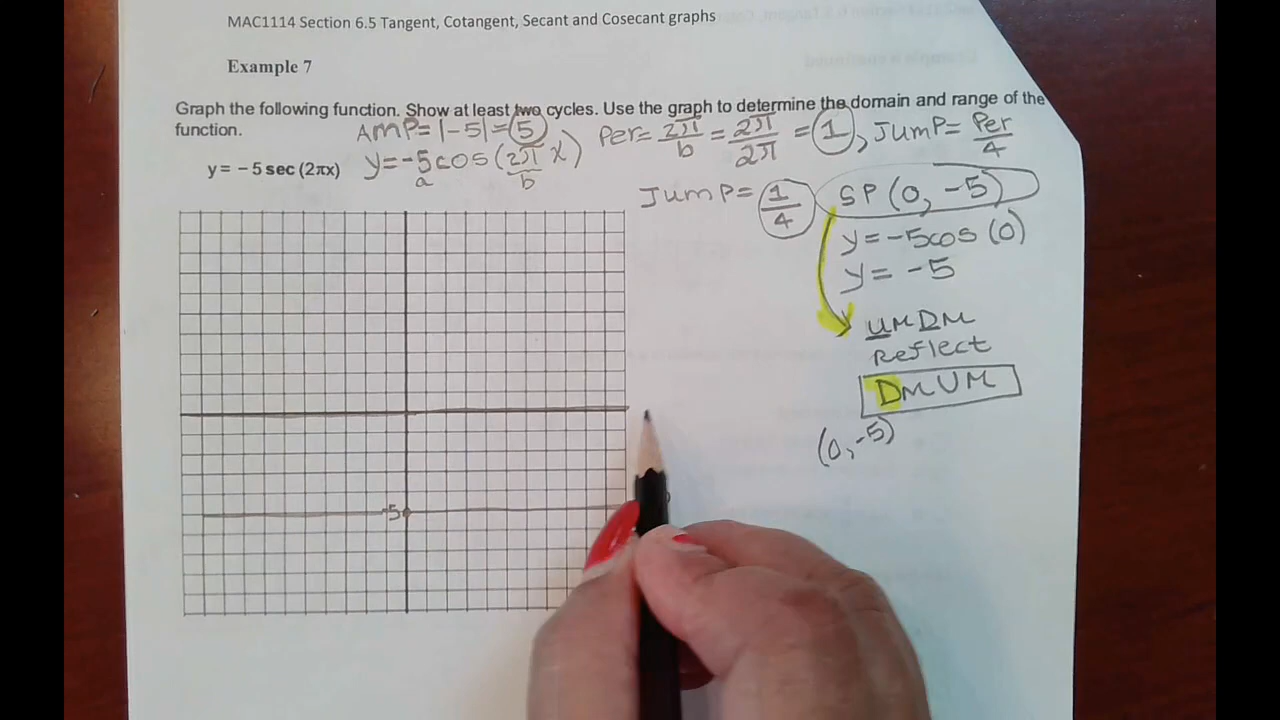 MAC1114 Section 6.5 Tangent, Cotangent, Secant and Cosecant graphs
Example 7
Graph the following function. Show at least two cycles. Use the graph to determine the domain and range of the
function.
AMP= |-5| = 5
Per= 2π/b = 2π/2π = 1, Jump= Per/4
y = - 5 sec (2πx)
y=-5cos(2πx)
a
b
Jump= 1/4
SP (0, -5)
y=-5cos (0)
y= -5
UMDM
Reflect
DMUM
(0,-5)
-5